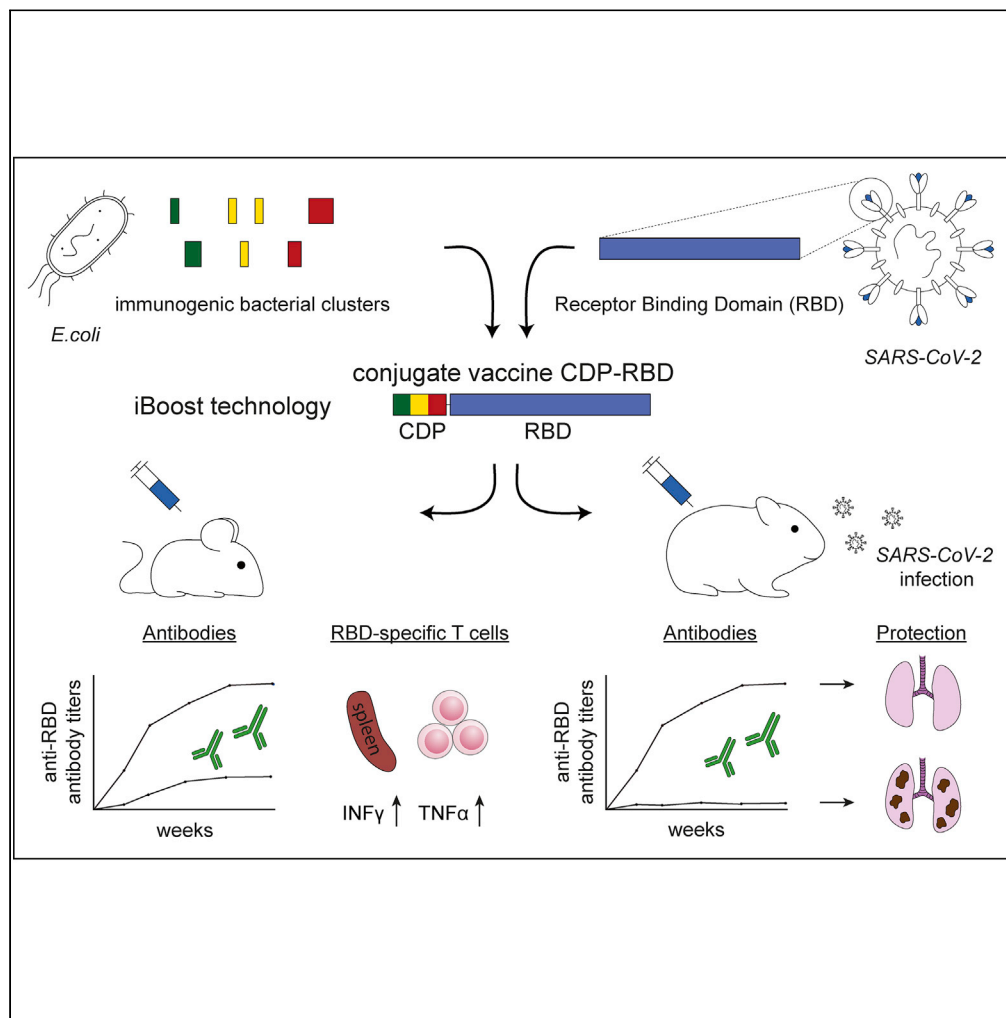 immunogenic bacterial clusters
E.coli
Receptor Binding Domain (RBD)
SARS-CoV-2
conjugate vaccine CDP-RBD
iBoost technology
CDP
RBD
SARS-CoV-2
infection
Antibodies
RBD-specific T cells
Antibodies
Protection
anti-RBD
antibody titers
weeks
spleen
INFγ
TNFα
anti-RBD
antibody titers
weeks